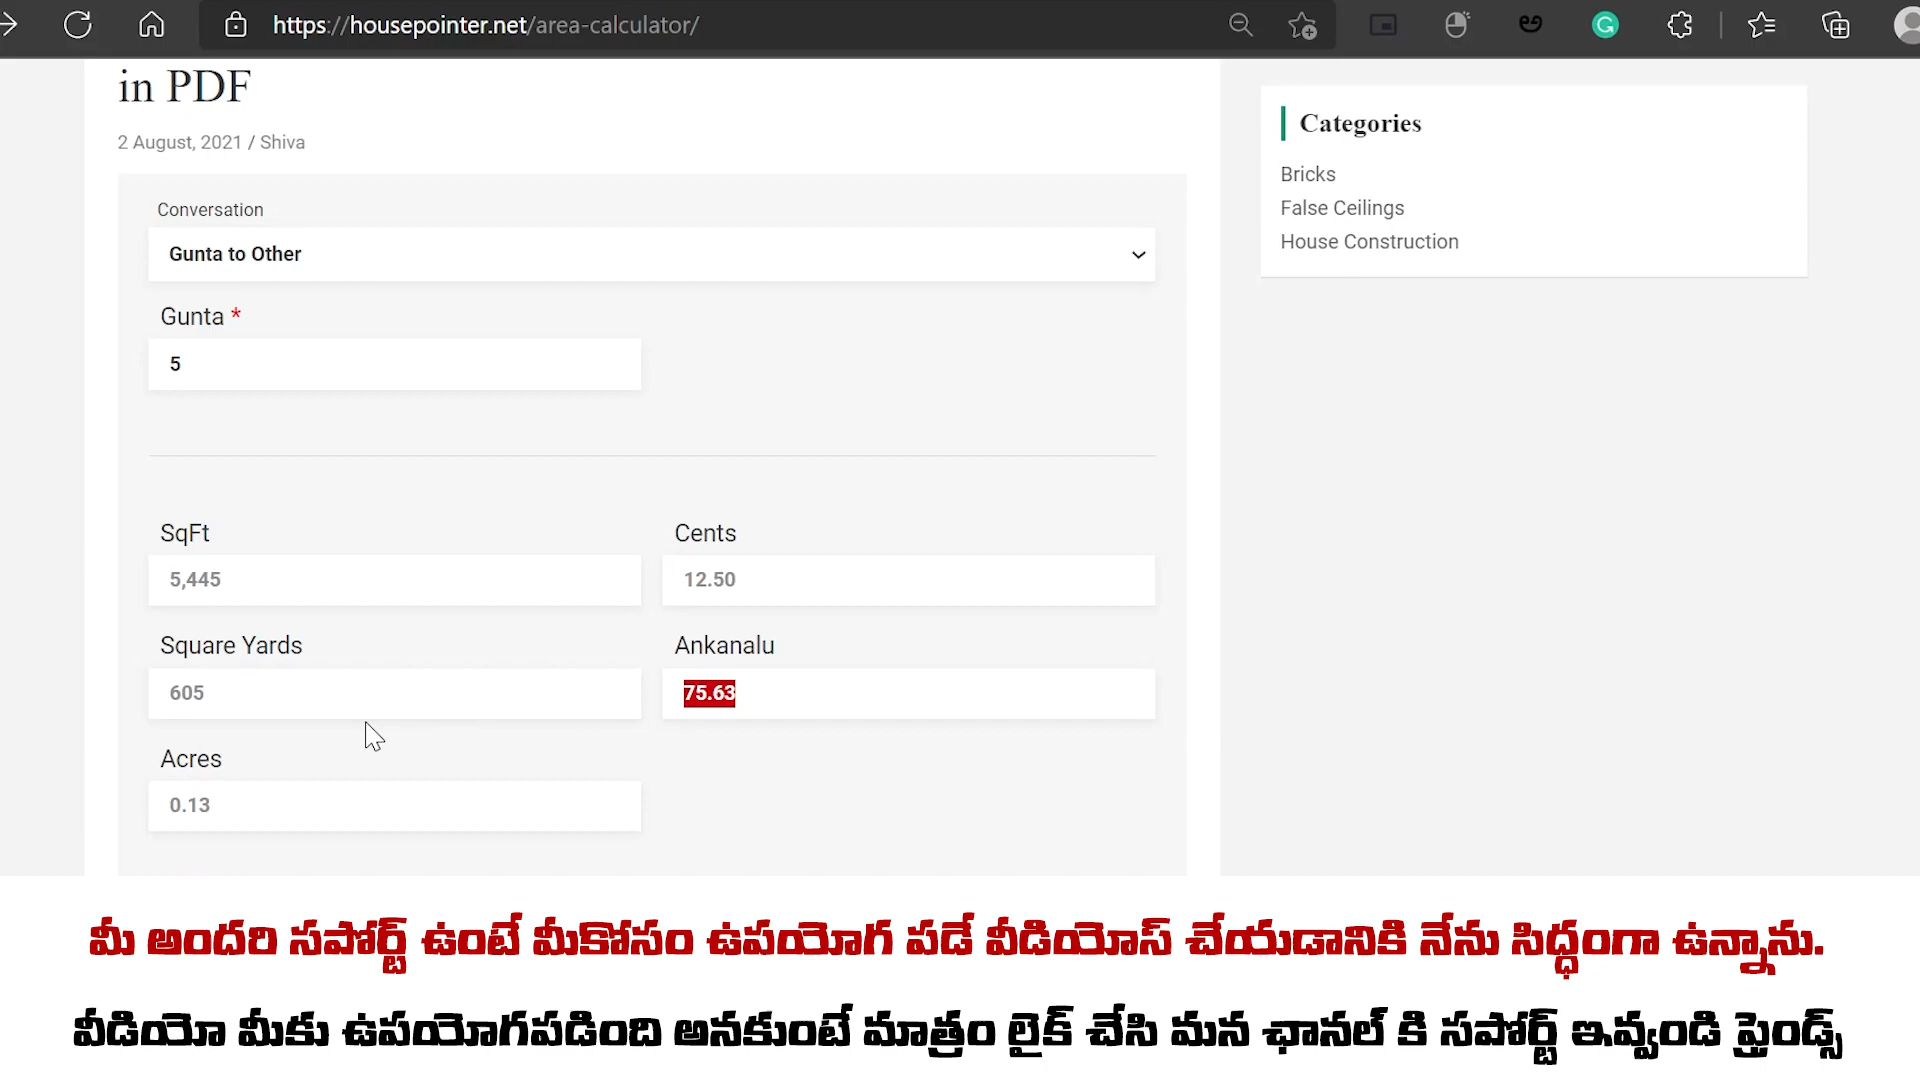 https://housepointer.net/area-calculator/
in PDF
2 August, 2021 / Shiva
Conversation
Gunta to Other
Gunta *
5
SqFt
5,445
Cents
12.50
Square Yards
605
Ankanalu
75.63
Acres
0.13
Categories
Bricks
False Ceilings
House Construction
మీ అందరి సపోర్ట్ ఉంటే మీకోసం ఉపయోగ పడే వీడియోస్ చేయడానికి నేను సిద్ధంగా ఉన్నాను.
వీడియో మీకు ఉపయోగపడింది అనకుంటే మాత్రం లైక్ చేసి మన ఛానల్ కి సపోర్ట్ ఇవ్వండి ఫ్రెండ్స్